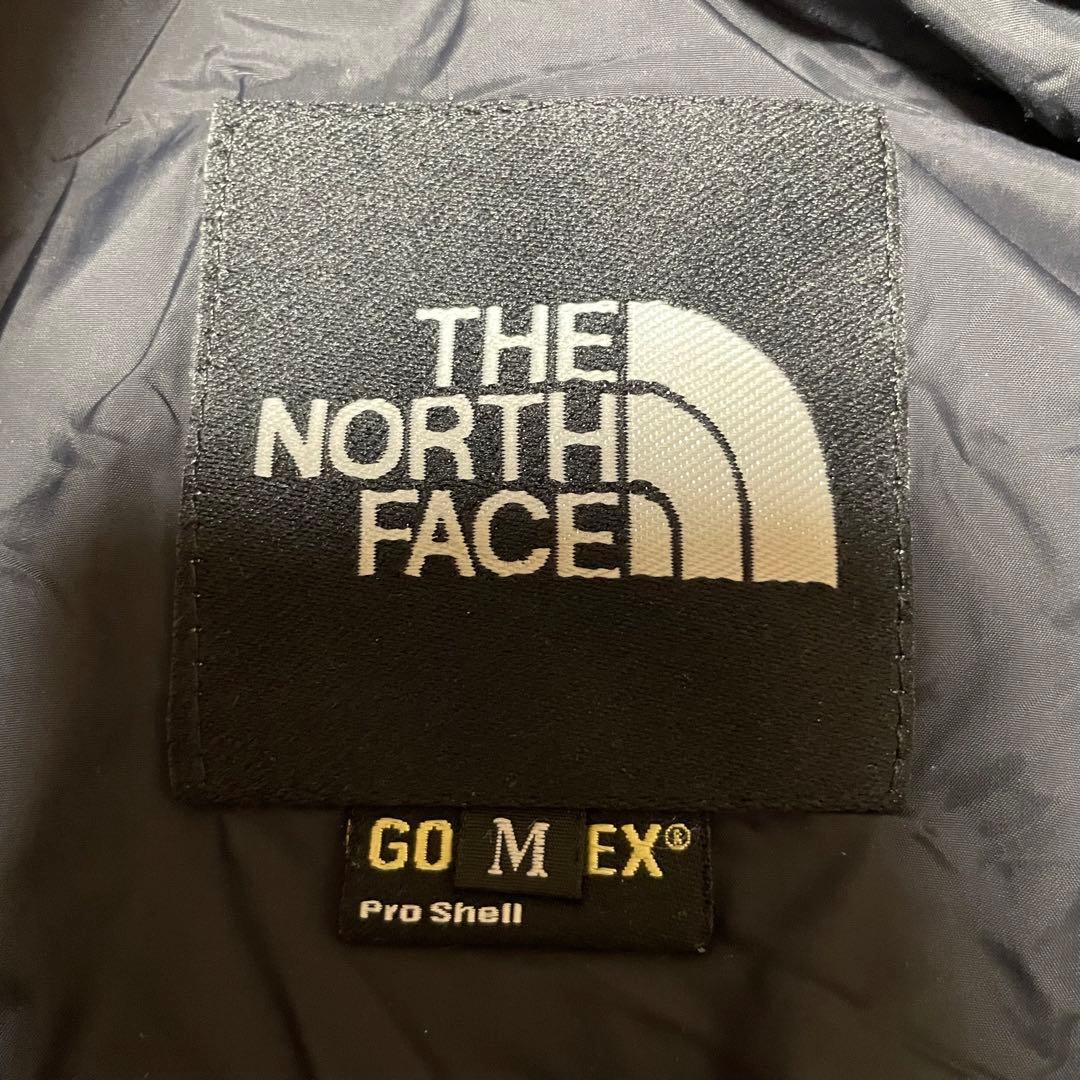 THE
NORTH
FACE
GO M EX®
Pro Shell